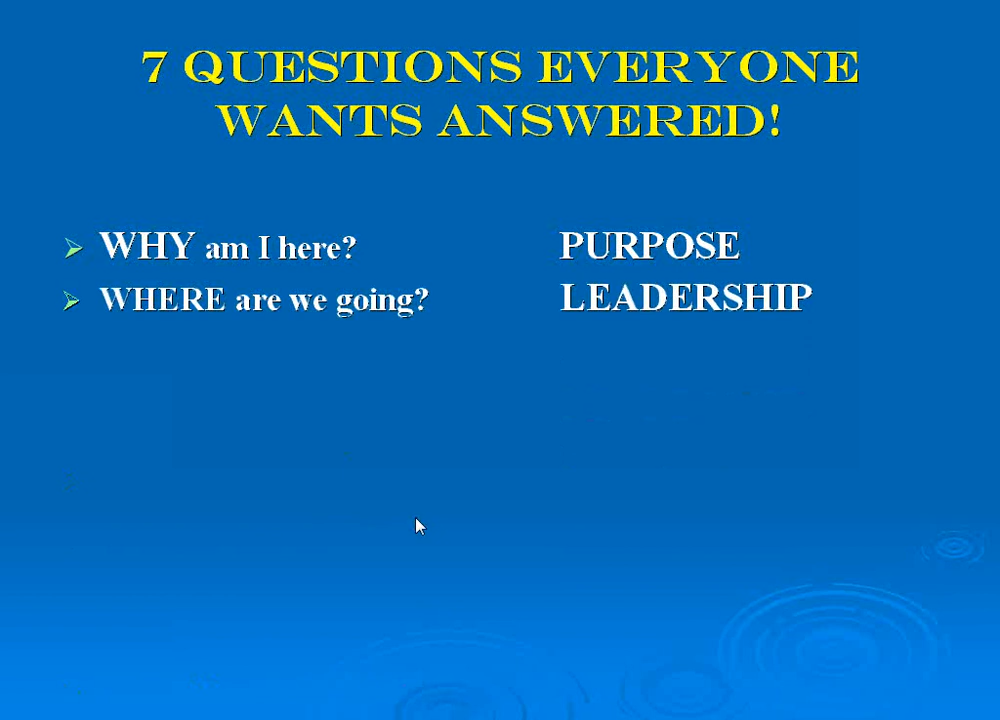 7 QUESTIONS EVERYONE
WANTS ANSWERED!
WHY am I here? PURPOSE
WHERE are we going? LEADERSHIP